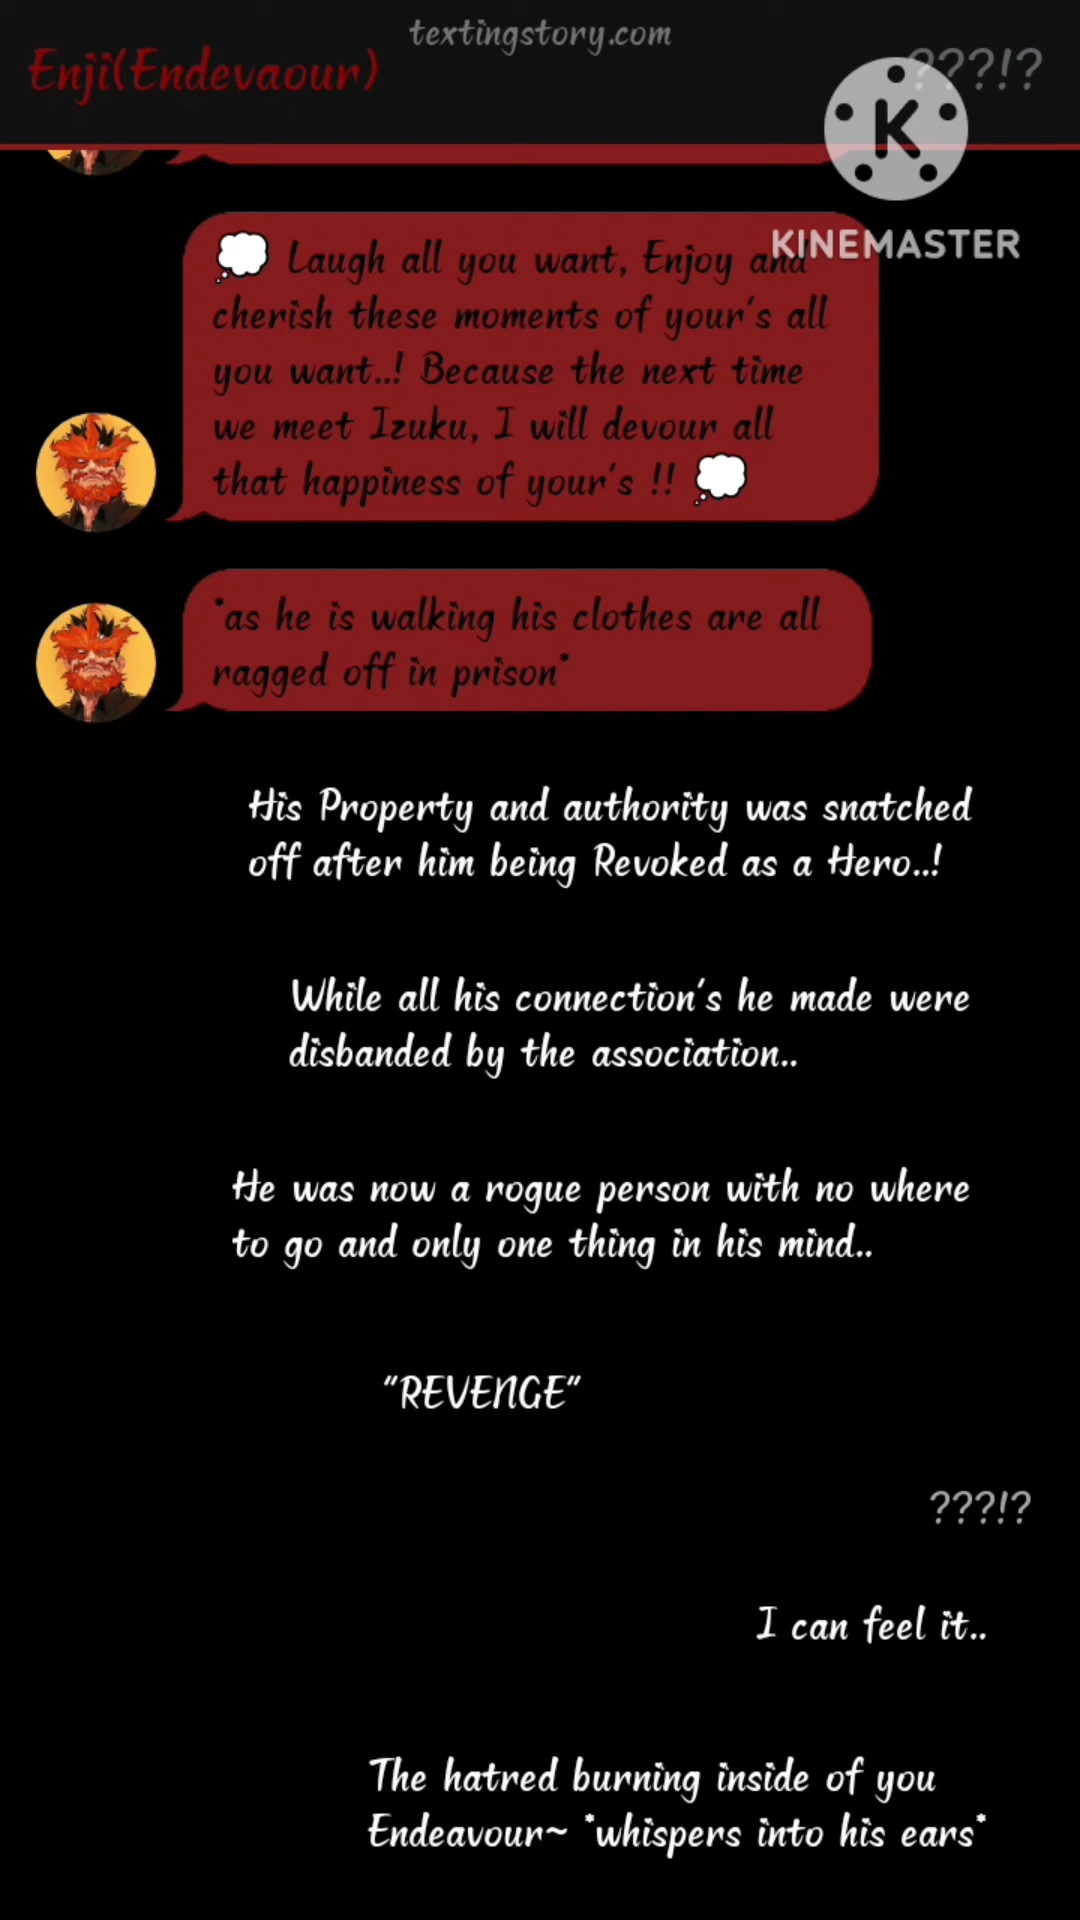 textingstory.com
Enji(Endevaour)
???!?
KINEMASTER
Laugh all you want, Enjoy and
cherish these moments of your's all
you want..! Because the next time
we meet Izuku, I will devour all
that happiness of your's !!
*as he is walking his clothes are all
ragged off in prison*
His Property and authority was snatched
off after him being Revoked as a Hero..!
While all his connection's he made were
disbanded by the association..
He was now a rogue person with no where
to go and only one thing in his mind..
"REVENGE"
???!?
I can feel it..
The hatred burning inside of you
Endeavour~ *whispers into his ears*